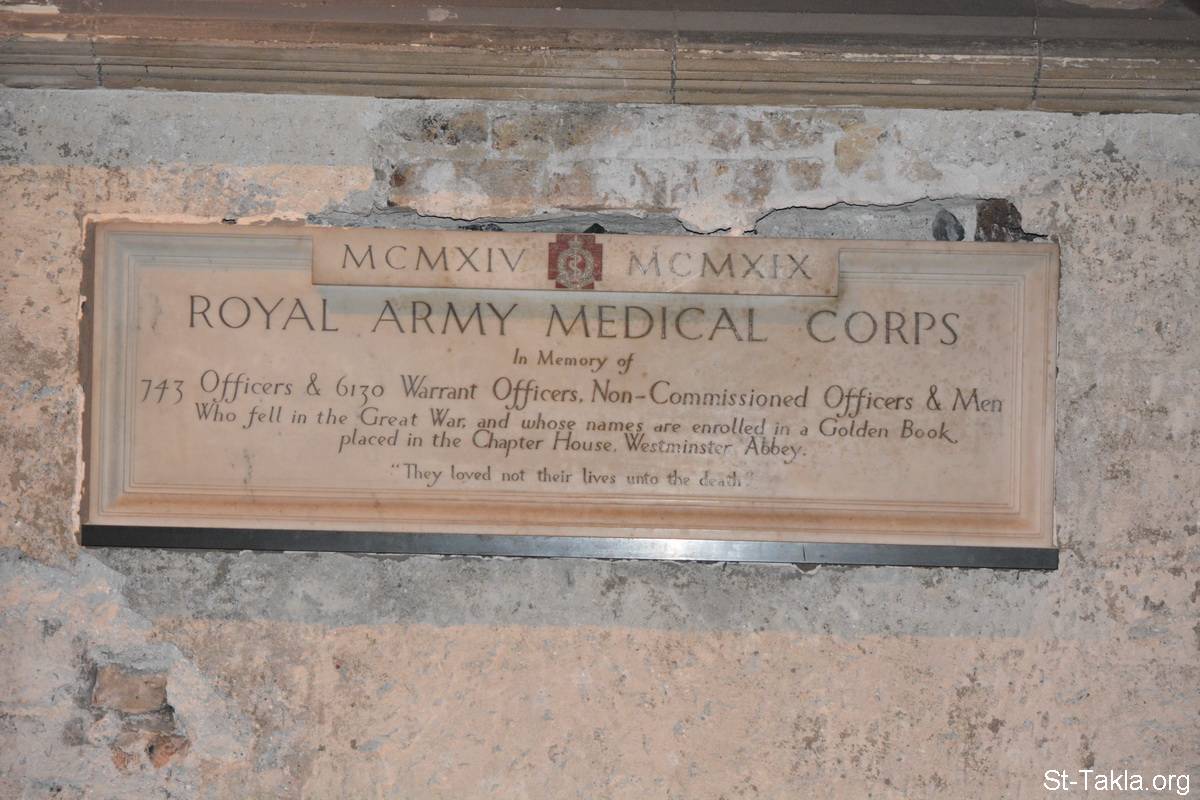 MCMXIV MCMXIX
ROYAL ARMY MEDICAL CORPS
In Memory of
743 Officers & 6130 Warrant Officers, Non-Commissioned Officers & Men
Who fell in the Great War, and whose names are enrolled in a Golden Book
placed in the Chapter House, Westminster Abbey.
"They loved not their lives unto the death"
St-Takla.org